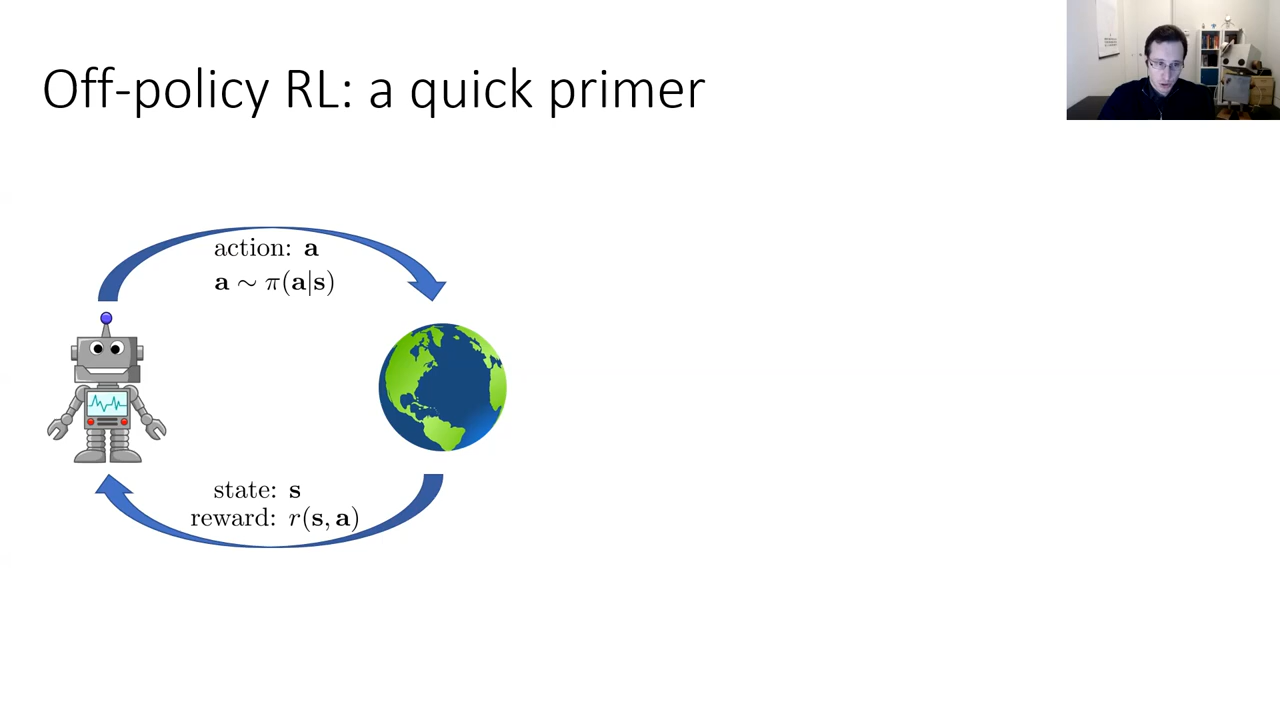 Off-policy RL: a quick primer
action: a
a ∼ π(a|s)
state: s
reward: r(s, a)